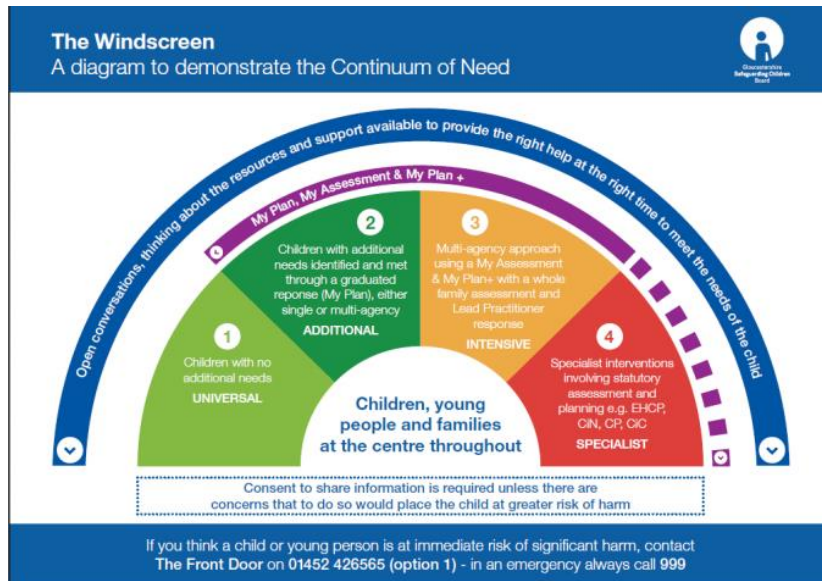 The Windscreen
A diagram to demonstrate the Continuum of Need
Gloucestershire
Safeguarding Children
Board
Open conversations, thinking about the resources and support available to provide the right help at the right time to meet the needs of the child
My Plan, My Assessment & My Plan +
1
Children with no
additional needs
UNIVERSAL
2
Children with additional
needs identified and met
through a graduated
reponse (My Plan), either
single or multi-agency
ADDITIONAL
3
Multi-agency approach
using a My Assessment
& My Plan+ with a whole
family assessment and
Lead Practitioner
response
INTENSIVE
4
Specialist interventions
involving statutory
assessment and
planning e.g. EHCP,
CiN, CP, CiC
SPECIALIST
Children, young
people and families
at the centre throughout
Consent to share information is required unless there are
concerns that to do so would place the child at greater risk of harm
If you think a child or young person is at immediate risk of significant harm, contact
The Front Door on 01452 426565 (option 1) - in an emergency always call 999